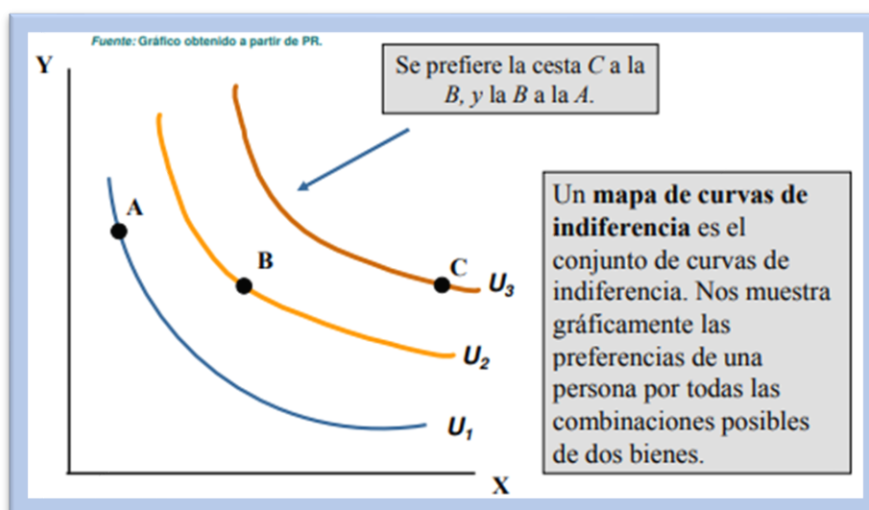 Fuente: Gráfico obtenido a partir de PR.
Y
Se prefiere la cesta C a la
B, y la B a la A.
A
B
C
U3
U2
U1
X
Un mapa de curvas de
indiferencia es el
conjunto de curvas de
indiferencia. Nos muestra
gráficamente las
preferencias de una
persona por todas las
combinaciones posibles
de dos bienes.